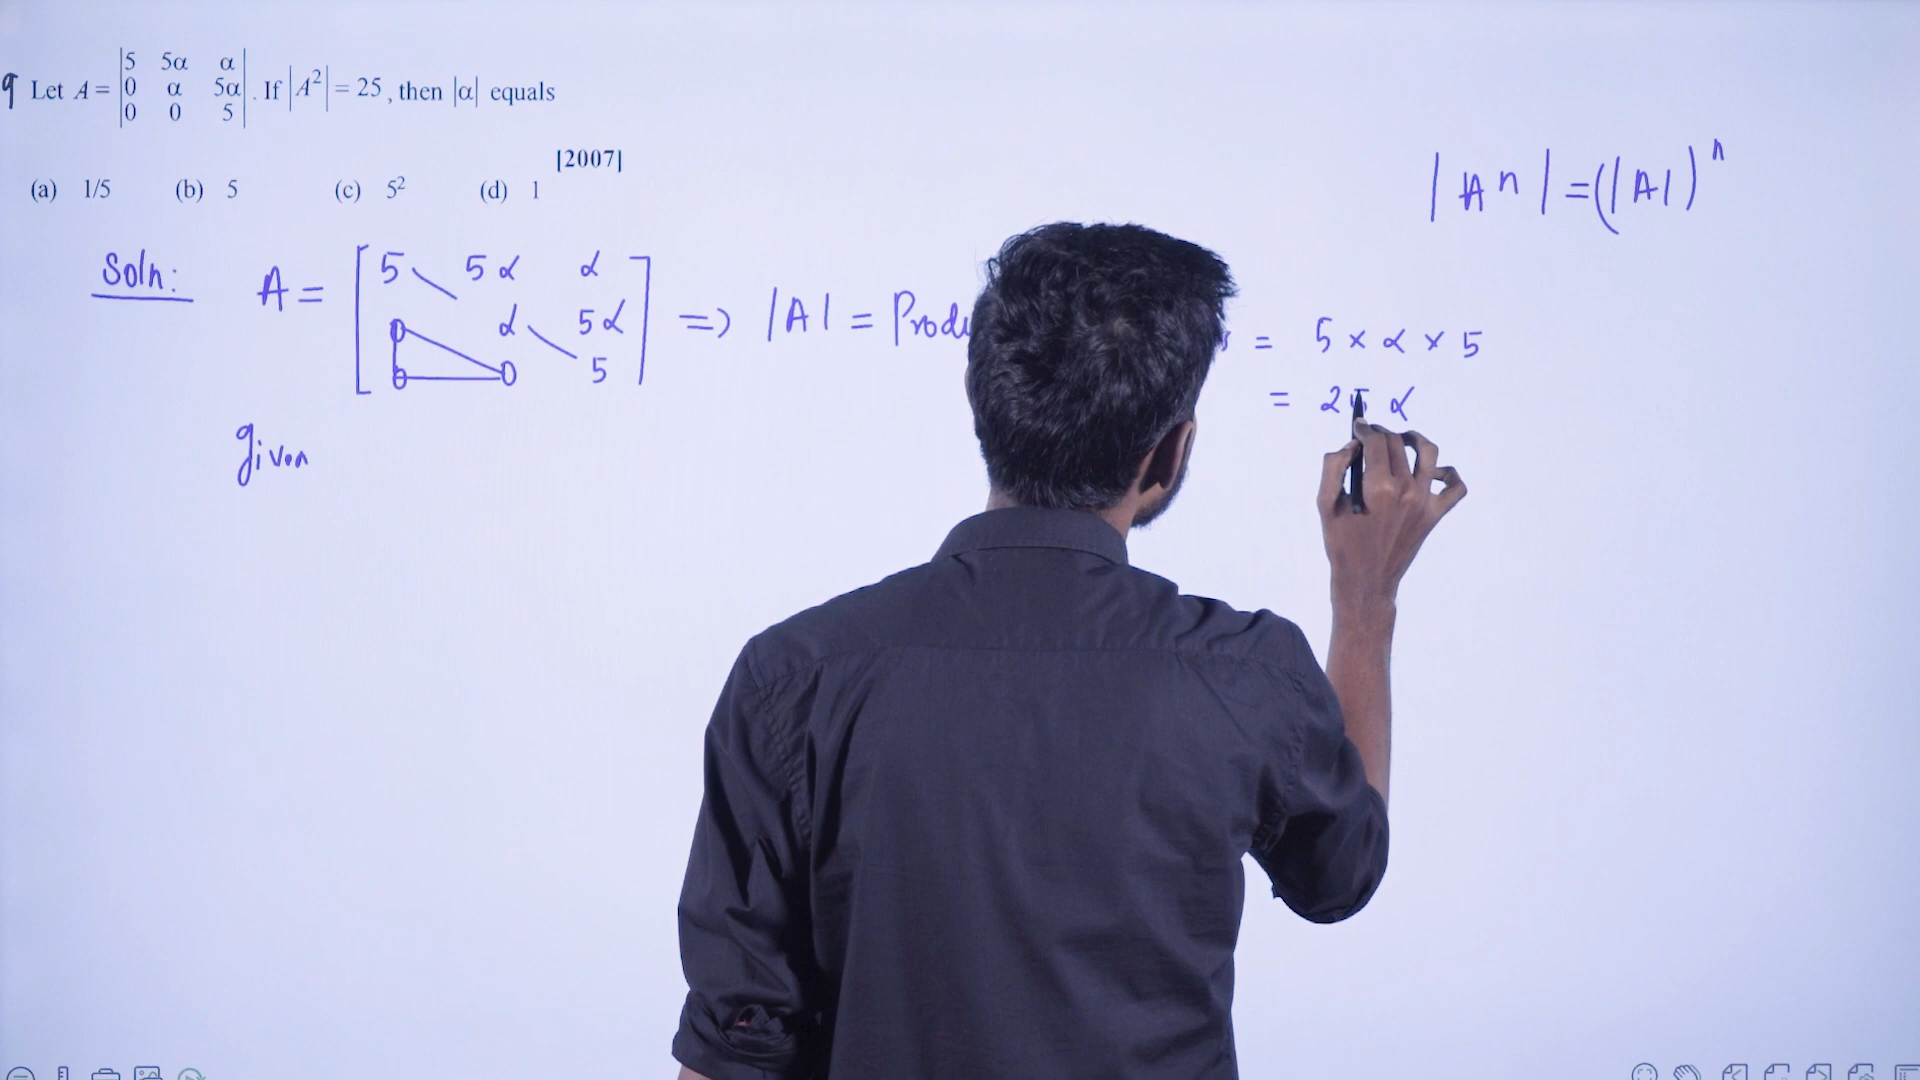 9 Let A = |5 5α α| . If |A²| = 25 , then |α| equals
|0 α 5α|
|0 0 5|
[2007]
(a) 1/5 (b) 5 (c) 5² (d) 1
|Aⁿ| = (|A|)ⁿ
Soln: A = [5 5α α
0 α 5α
0 0 5] => |A| = = 5 × α × 5
= 25 α
given